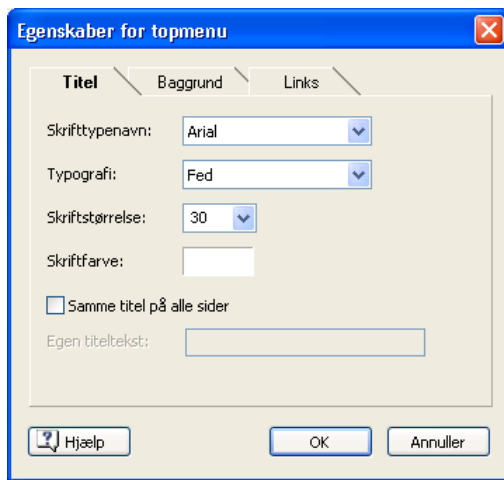 Egenskaber for topmenu
Titel Baggrund Links
Skrifttypenavn: Arial
Typografi: Fed
Skriftstørrelse: 30
Skriftfarve:
Samme titel på alle sider
Egen titeltekst:
Hjælp OK Annuller